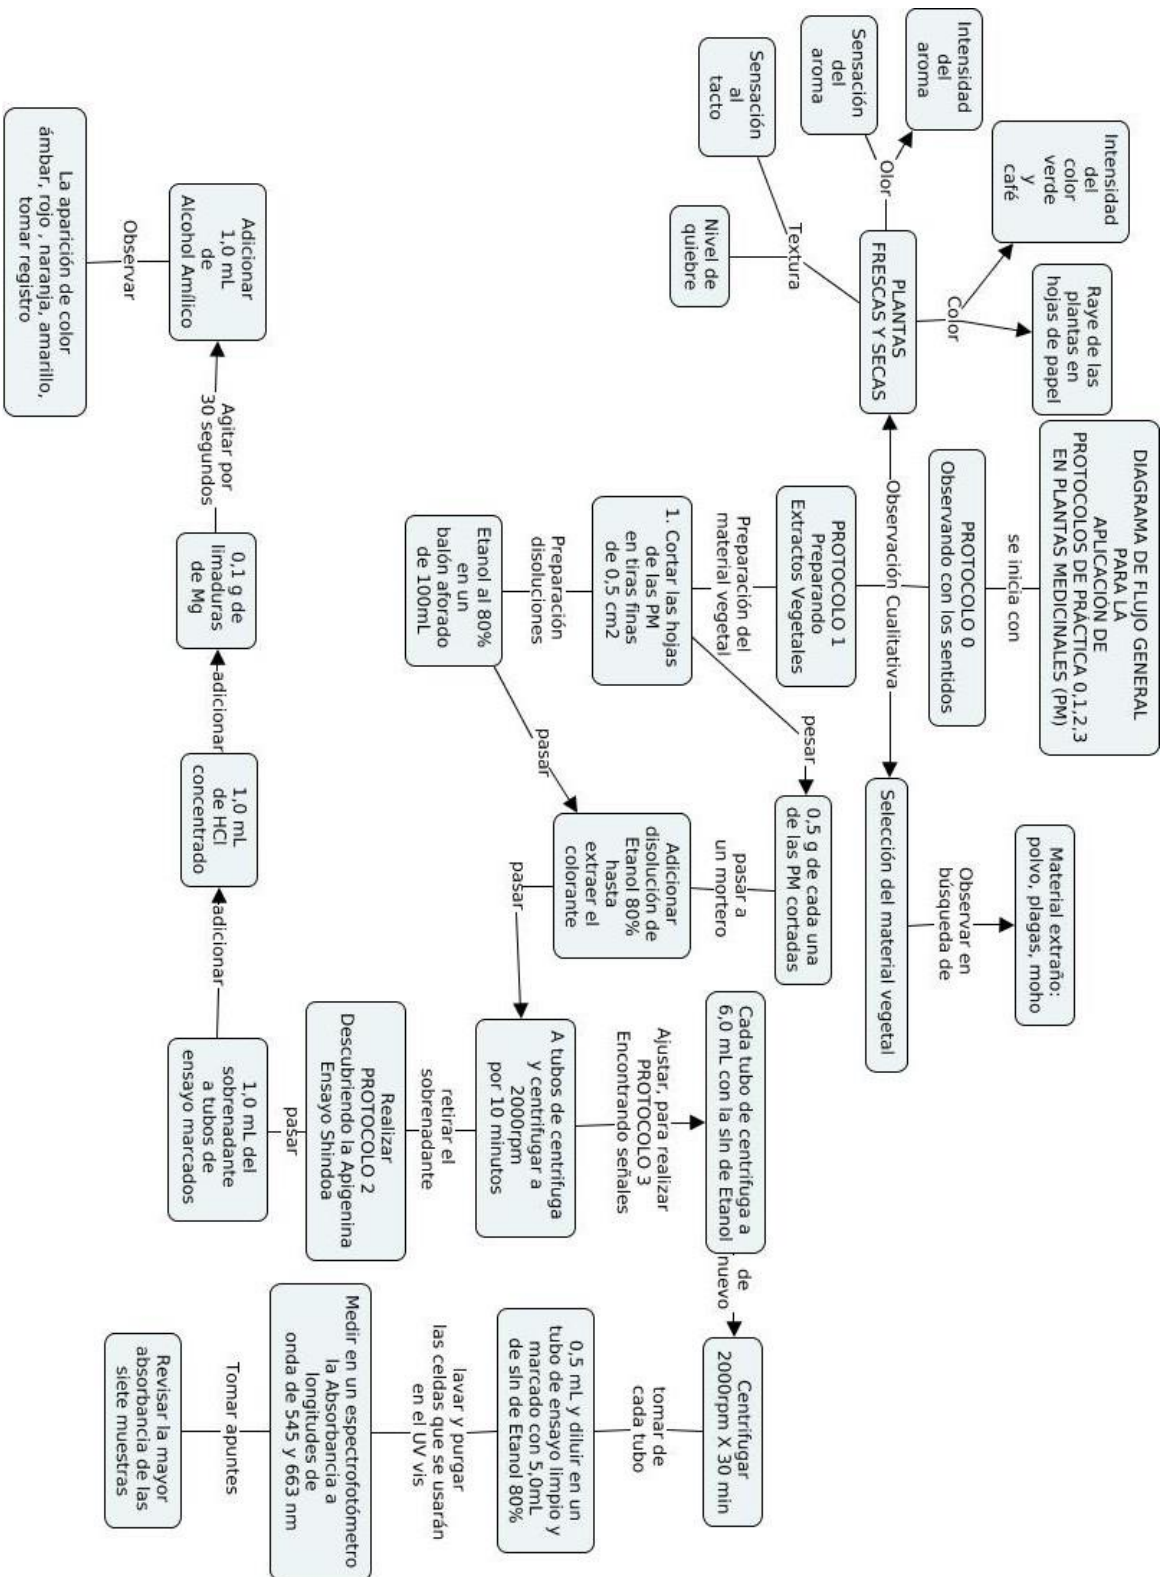 DIAGRAMA DE FLUJO GENERAL
PARA LA
APLICACIÓN DE
PROTOCOLOS DE PRÁCTICA 0,1,2,3
EN PLANTAS MEDICINALES (PM)
se inicia con
PROTOCOLO 0
Observando con los sentidos
Observación Cualitativa
PLANTAS
FRESCAS Y SECAS
Color
Raye de las
plantas en
hojas de papel
Intensidad
del
color
verde
y
café
Olor
Intensidad
del
aroma
Sensación
del
aroma
Textura
Sensación
al
tacto
Nivel de
quiebre
Selección del material vegetal
Observar en
búsqueda de
Material extraño:
polvo, plagas, moho
PROTOCOLO 1
Preparando
Extractos Vegetales
Preparación del
material vegetal
1. Cortar las hojas
de las PM
en tiras finas
de 0,5 cm2
pesar
0,5 g de cada una
de las PM cortadas
pasar a
un mortero
Preparación
disoluciones
Etanol al 80%
en un
balón aforado
de 100mL
pasar
Adicionar
disolución de
Etanol 80%
hasta
extraer el
colorante
pasar
A tubos de centrifuga
y centrifugar a
2000rpm
por 10 minutos
Ajustar, para realizar
PROTOCOLO 3
Encontrando señales
Cada tubo de centrifuga a
6,0 mL con la sln de Etanol
de
nuevo
Centrifugar
2000rpm X 30 min
tomar de
cada tubo
0,5 mL y diluir en un
tubo de ensayo limpio y
marcado con 5,0mL
de sln de Etanol 80%
lavar y purgar
las celdas que se usarán
en el UV vis
Medir en un espectrofotómetro
la Absorbancia a
longitudes de
onda de 545 y 663 nm
Tomar apuntes
Revisar la mayor
absorbancia de las
siete muestras
retirar el
sobrenadante
Realizar
PROTOCOLO 2
Descubriendo la Apigenina
Ensayo Shindoa
pasar
1,0 mL del
sobrenadante
a tubos de
ensayo marcados
adicionar
1,0 mL
de HCl
concentrado
adicionar
0,1 g de
limaduras
de Mg
Agitar por
30 segundos
Adicionar
1,0 mL
de
Alcohol Amílico
Observar
La aparición de color
ámbar, rojo , naranja, amarillo,
tomar registro